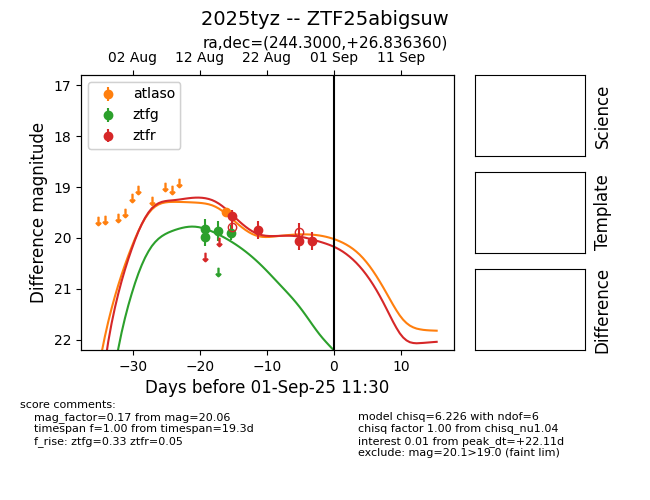 2025tyz -- ZTF25abigsuw
ra,dec=(244.3000,+26.836360)
02 Aug 12 Aug 22 Aug 01 Sep 11 Sep
atlaso
ztfg
ztfr
17
18
19
20
21
22
Difference magnitude
−30 −20 −10 0 10
Days before 01-Sep-25 11:30
Science
Template
Difference
score comments:
mag_factor=0.17 from mag=20.06
timespan f=1.00 from timespan=19.3d
f_rise: ztfg=0.33 ztfr=0.05
model chisq=6.226 with ndof=6
chisq factor 1.00 from chisq_nu1.04
interest 0.01 from peak_dt=+22.11d
exclude: mag=20.1>19.0 (faint lim)